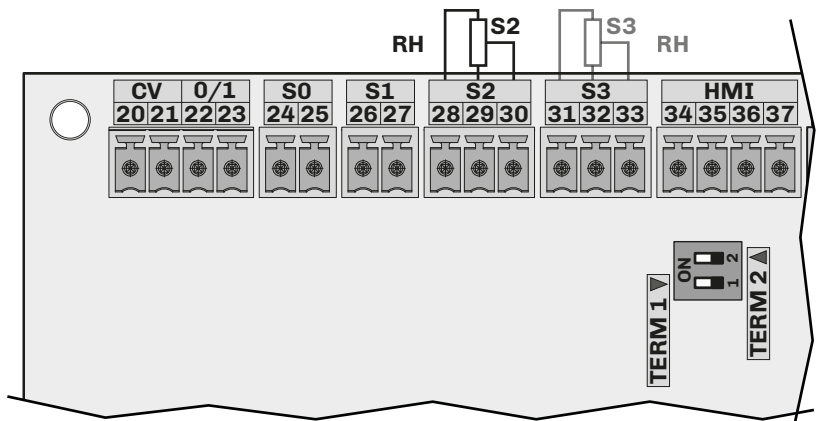 RH S2 S3 RH
CV 0/1 S0 S1 S2 S3 HMI
20 21 22 23 24 25 26 27 28 29 30 31 32 33 34 35 36 37
ON 1 2
TERM 1
TERM 2